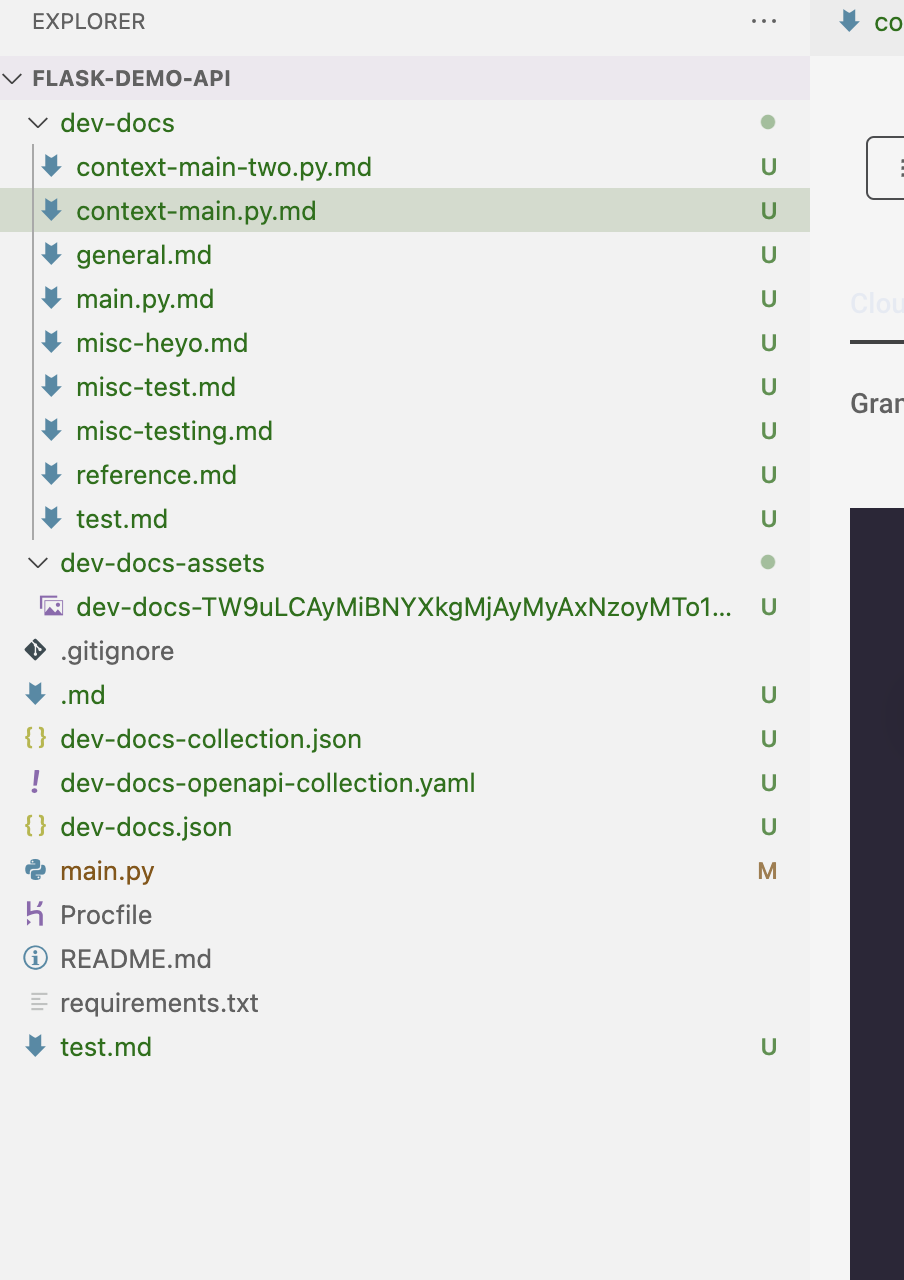 EXPLORER
co
FLASK-DEMO-API
dev-docs
context-main-two.py.md U
context-main.py.md U
general.md U
main.py.md U
misc-heyo.md U
misc-test.md U
misc-testing.md U
reference.md U
test.md U
dev-docs-assets
dev-docs-TW9uLCAyMiBNYXkgMjAyMyAxNzoyMTo1... U
.gitignore
.md U
dev-docs-collection.json U
dev-docs-openapi-collection.yaml U
dev-docs.json U
main.py M
Procfile
README.md
requirements.txt
test.md U
Clou
Gran